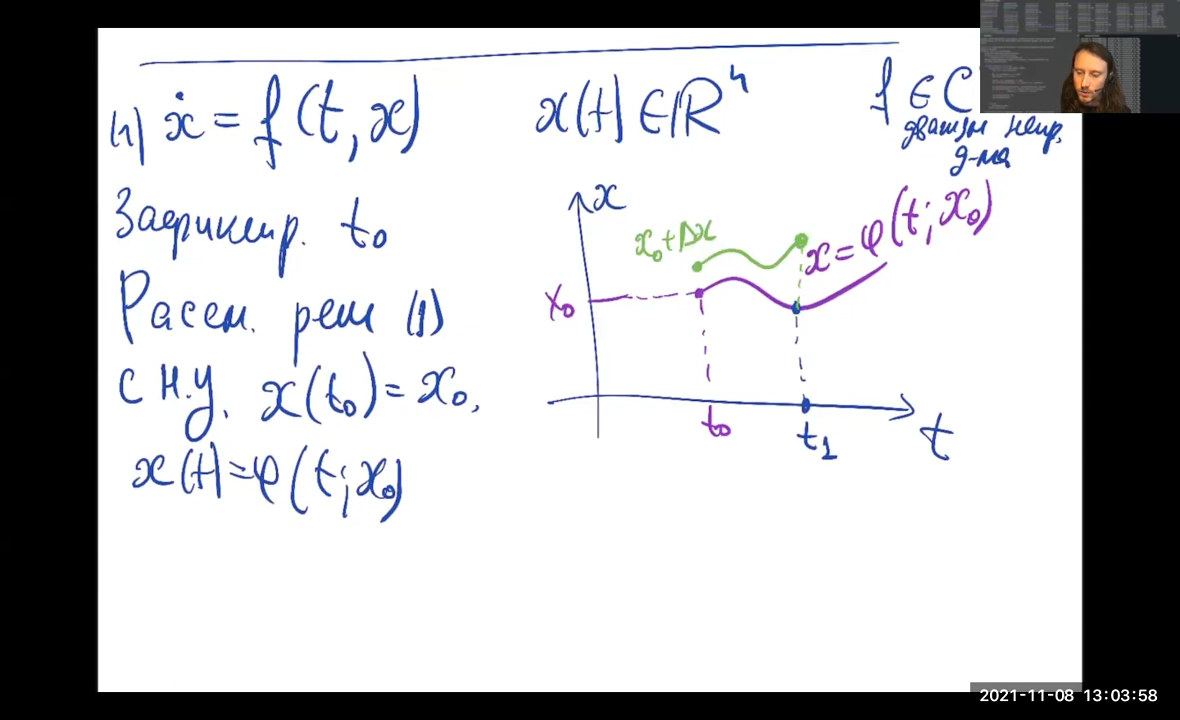 (1) ẋ = f(t, x)    x(t) ∈ ℝⁿ    f ∈ C
дважды непр.
д-ма
Зафиксир. t₀
Рассм. реш (1)
с н.у. x(t₀) = x₀,
x(t) = φ(t; x₀)
x
x₀+Δx
x = φ(t; x₀)
x₀
t₀
t₁
t
2021-11-08 13:03:58